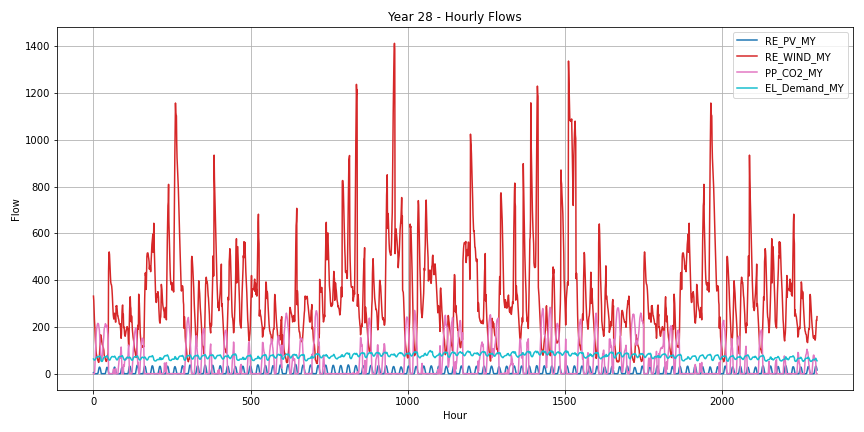 Year 28 - Hourly Flows
RE_PV_MY
RE_WIND_MY
PP_CO2_MY
EL_Demand_MY
1400
1200
1000
800
600
400
200
0
Flow
0
500
1000
1500
2000
Hour